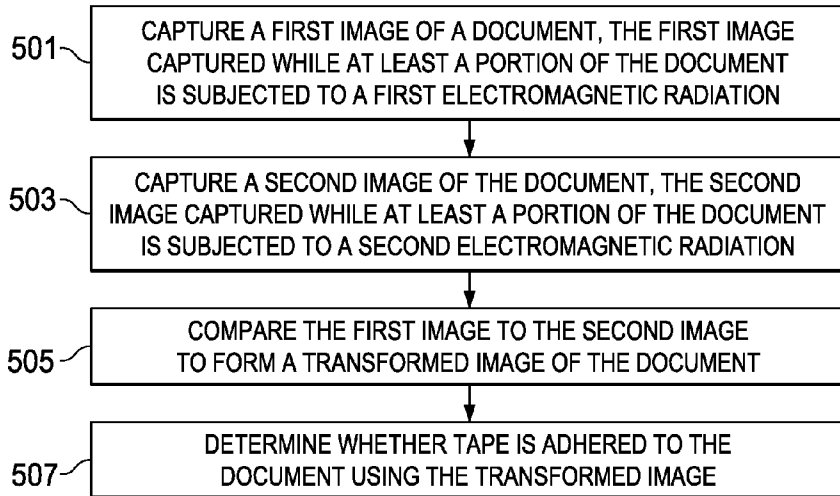 501
CAPTURE A FIRST IMAGE OF A DOCUMENT, THE FIRST IMAGE
CAPTURED WHILE AT LEAST A PORTION OF THE DOCUMENT
IS SUBJECTED TO A FIRST ELECTROMAGNETIC RADIATION
503
CAPTURE A SECOND IMAGE OF THE DOCUMENT, THE SECOND
IMAGE CAPTURED WHILE AT LEAST A PORTION OF THE DOCUMENT
IS SUBJECTED TO A SECOND ELECTROMAGNETIC RADIATION
505
COMPARE THE FIRST IMAGE TO THE SECOND IMAGE
TO FORM A TRANSFORMED IMAGE OF THE DOCUMENT
507
DETERMINE WHETHER TAPE IS ADHERED TO THE
DOCUMENT USING THE TRANSFORMED IMAGE